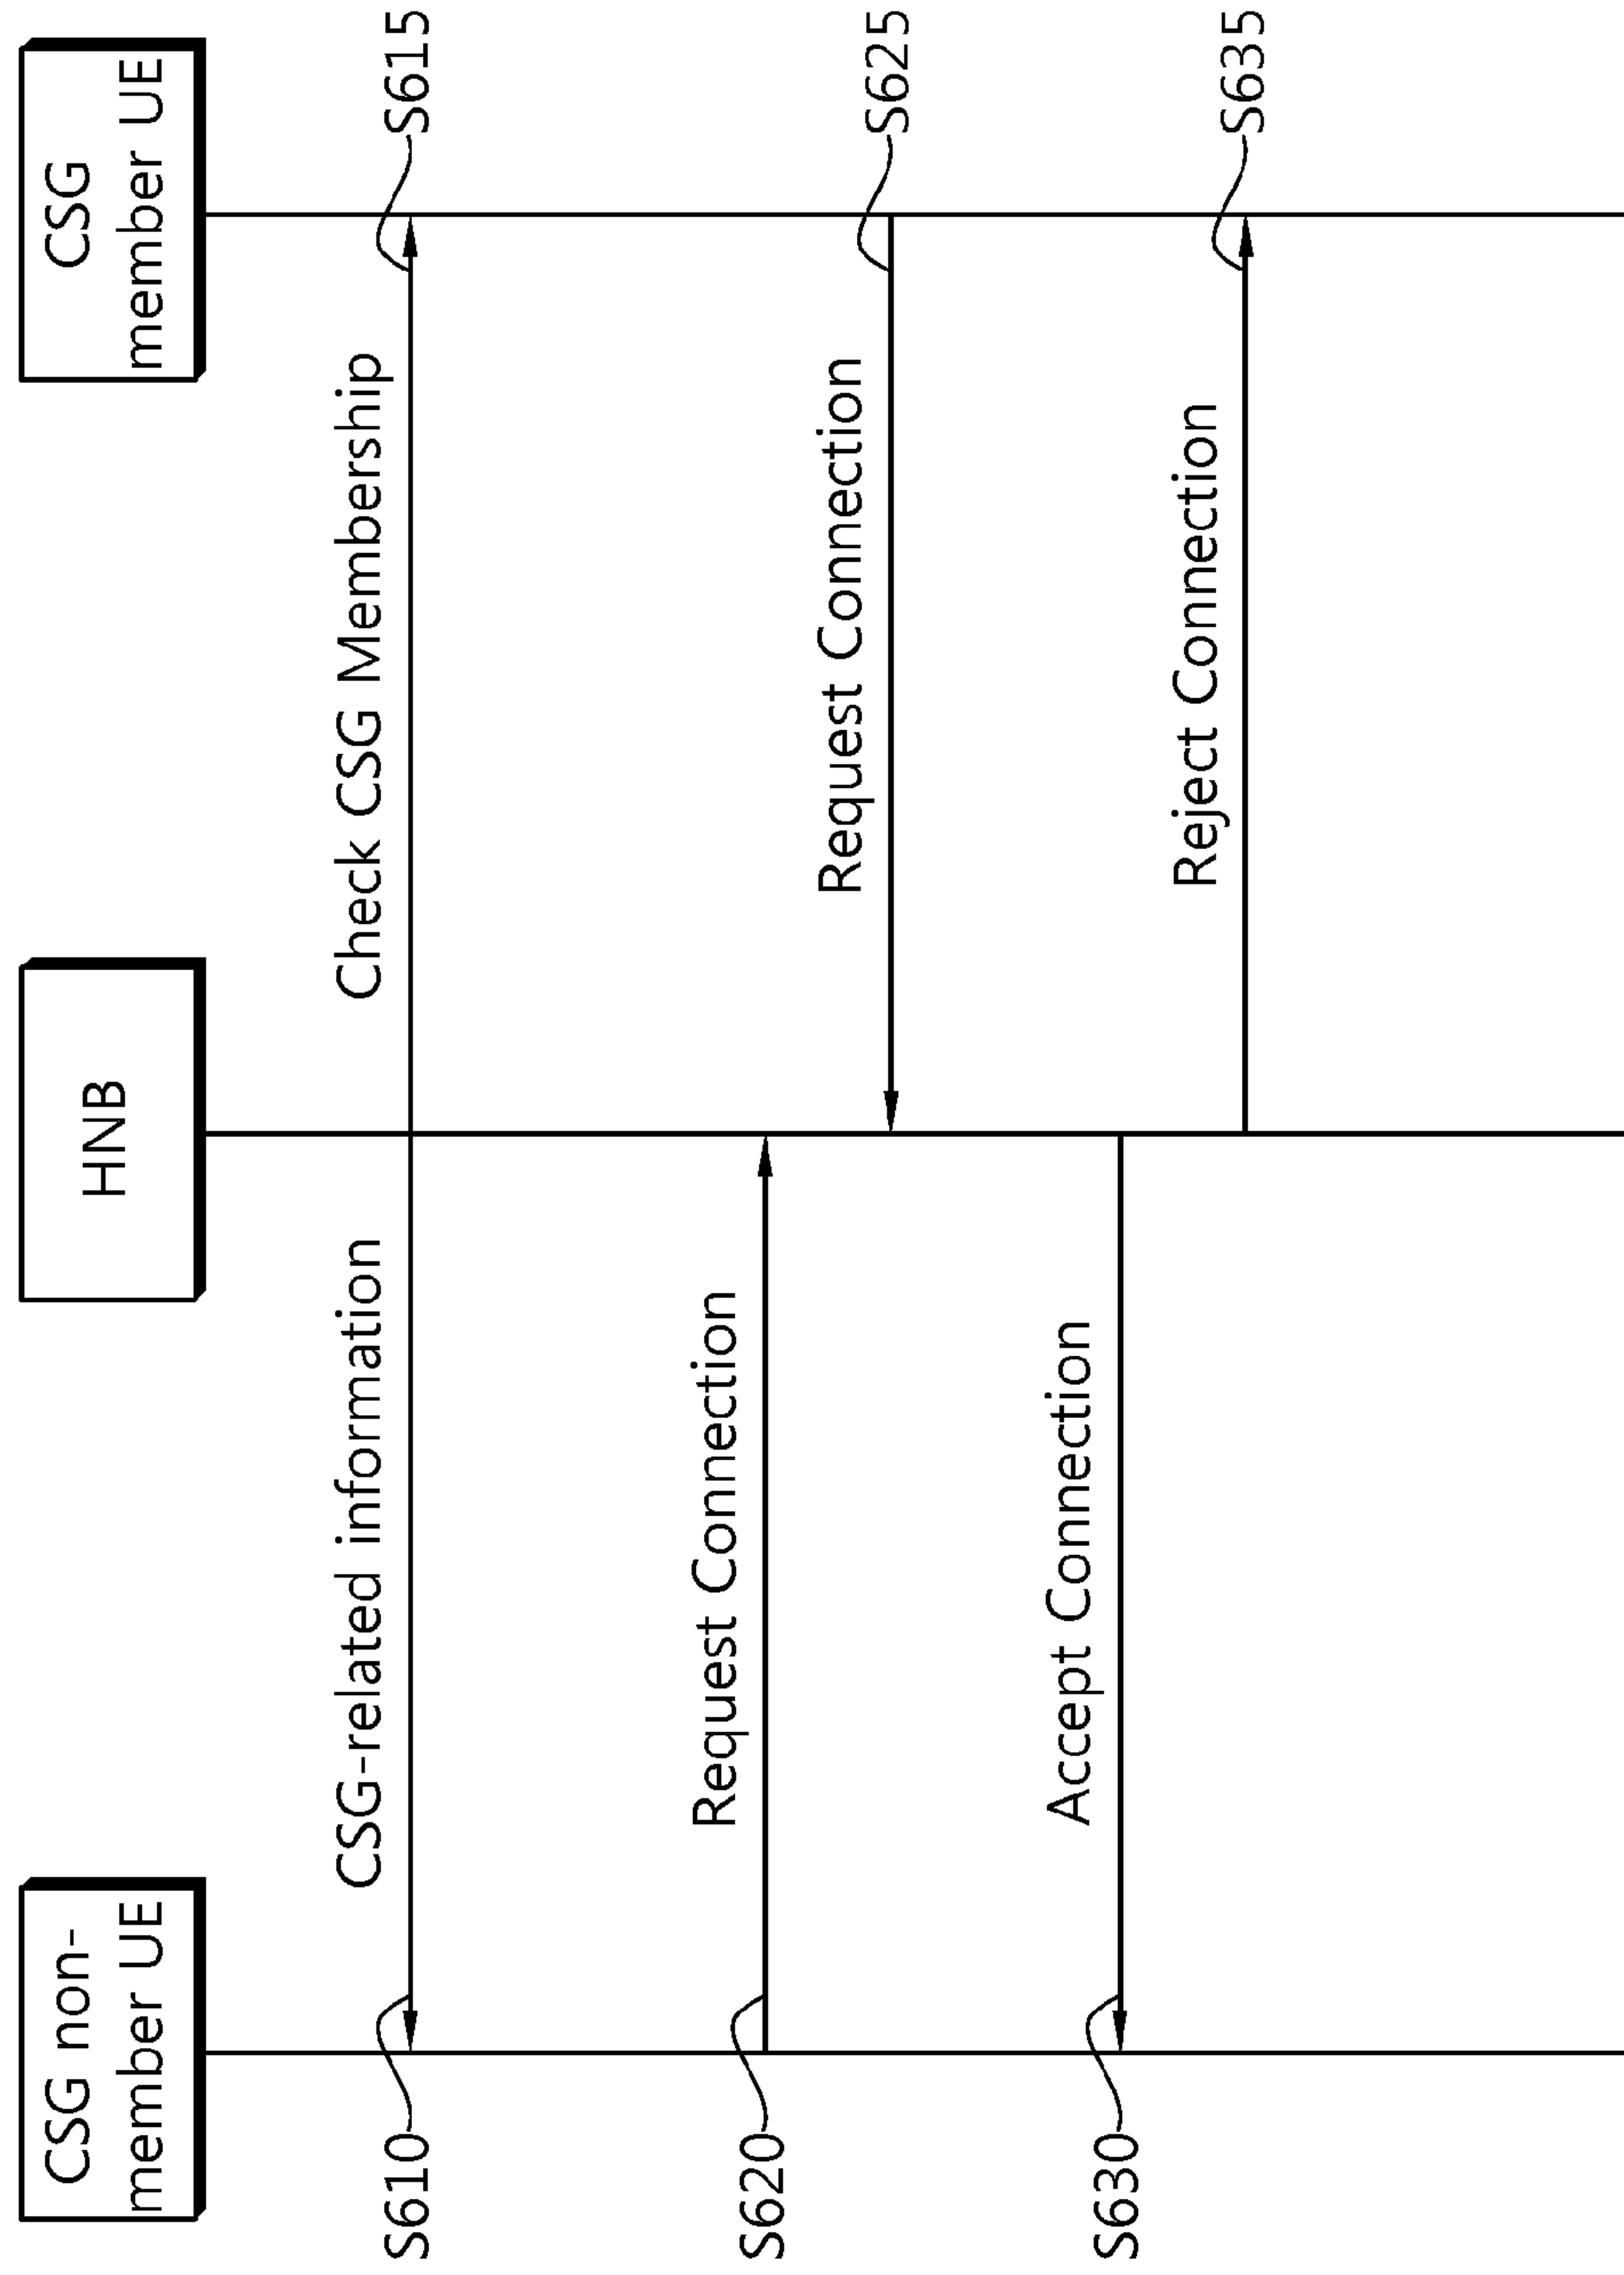 CSG non-
member UE
HNB
CSG
member UE
CSG-related information
Check CSG Membership
S610
S615
Request Connection
S620
Request Connection
S625
Accept Connection
S630
Reject Connection
S635